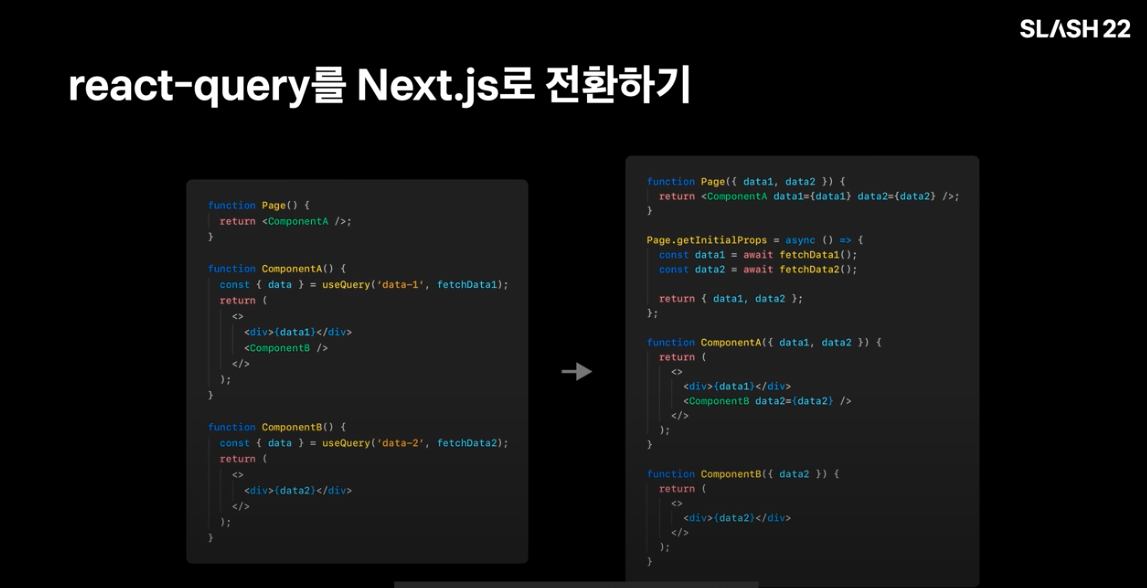 SLASH 22
react-query를 Next.js로 전환하기
function Page() {
return <ComponentA />;
}
function ComponentA() {
const { data } = useQuery('data-1', fetchData1);
return (
<>
<div>{data1}</div>
<ComponentB />
</>
);
}
function ComponentB() {
const { data } = useQuery('data-2', fetchData2);
return (
<>
<div>{data2}</div>
</>
);
}
function Page({ data1, data2 }) {
return <ComponentA data1={data1} data2={data2} />;
}
Page.getInitialProps = async () => {
const data1 = await fetchData1();
const data2 = await fetchData2();
return { data1, data2 };
};
function ComponentA({ data1, data2 }) {
return (
<>
<div>{data1}</div>
<ComponentB data2={data2} />
</>
);
}
function ComponentB({ data2 }) {
return (
<>
<div>{data2}</div>
</>
);
}